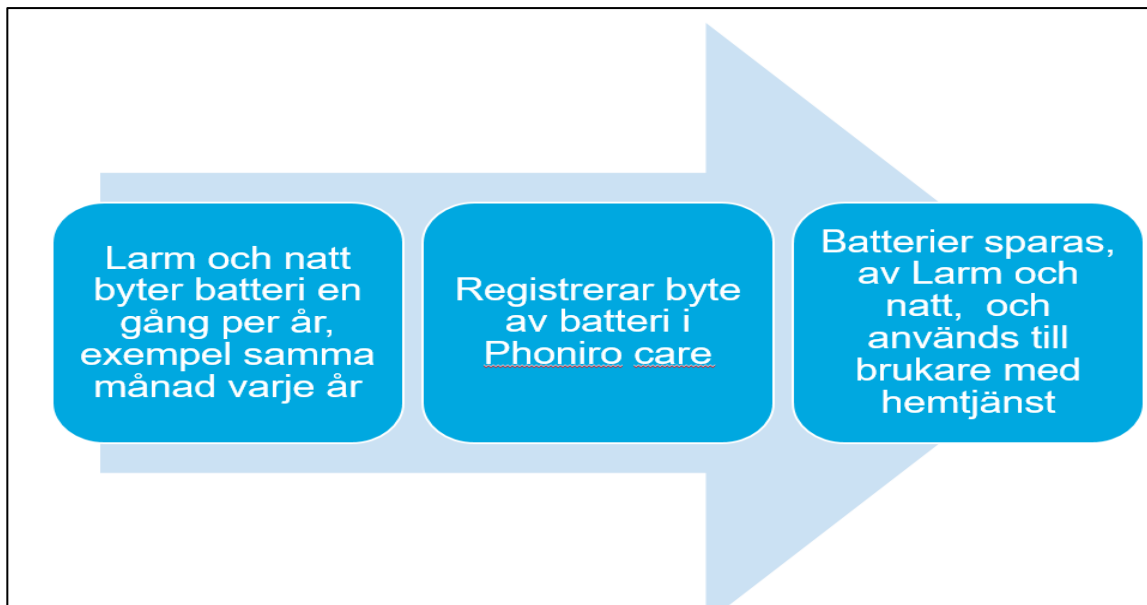 Larm och natt
byter batteri en
gång per år,
exempel samma
månad varje år
Registrerar byte
av batteri i
Phoniro care
Batterier sparas,
av Larm och
natt,  och
används till
brukare med
hemtjänst